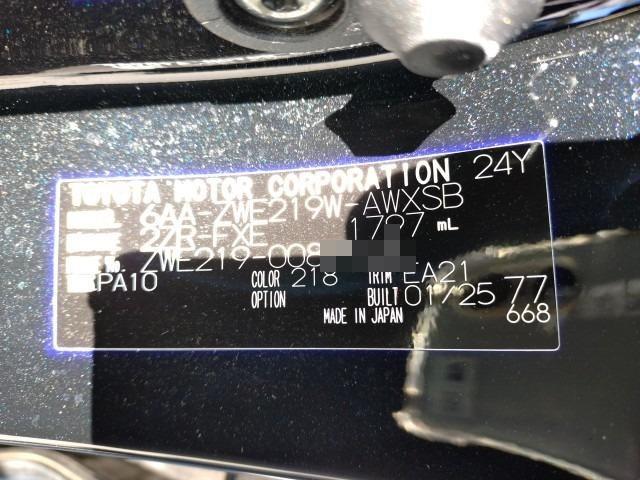 TOYOTA MOTOR CORPORATION 24Y
6AA-ZWE219W-AWXSB
2ZR-FXE 1797 mL
No. ZWE219-008
COLOR 218 TRIM EA21
OPTION BUILT 01/25 77
MADE IN JAPAN 668